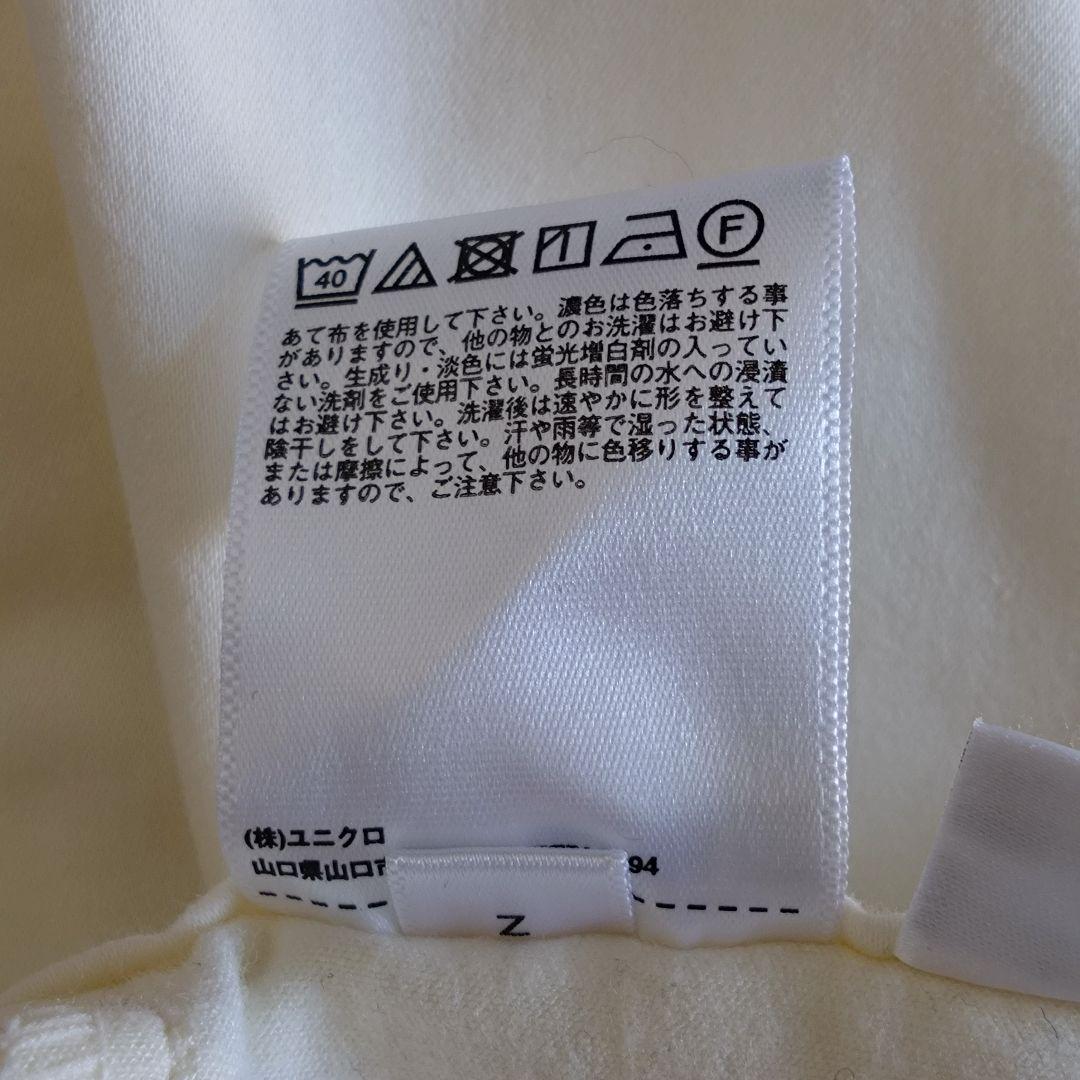 40 F
あて布を使用して下さい。濃色は色落ちする事
がありますので、他の物とのお洗濯はお避け下
さい。生成り・淡色には蛍光増白剤の入ってい
ない洗剤をご使用下さい。長時間の水への浸漬
はお避け下さい。洗濯後は速やかに形を整えて
陰干しをして下さい。汗や雨等で湿った状態、
または摩擦によって、他の物に色移りする事が
ありますので、ご注意下さい。
(株)ユニクロ
山口県山口市 94